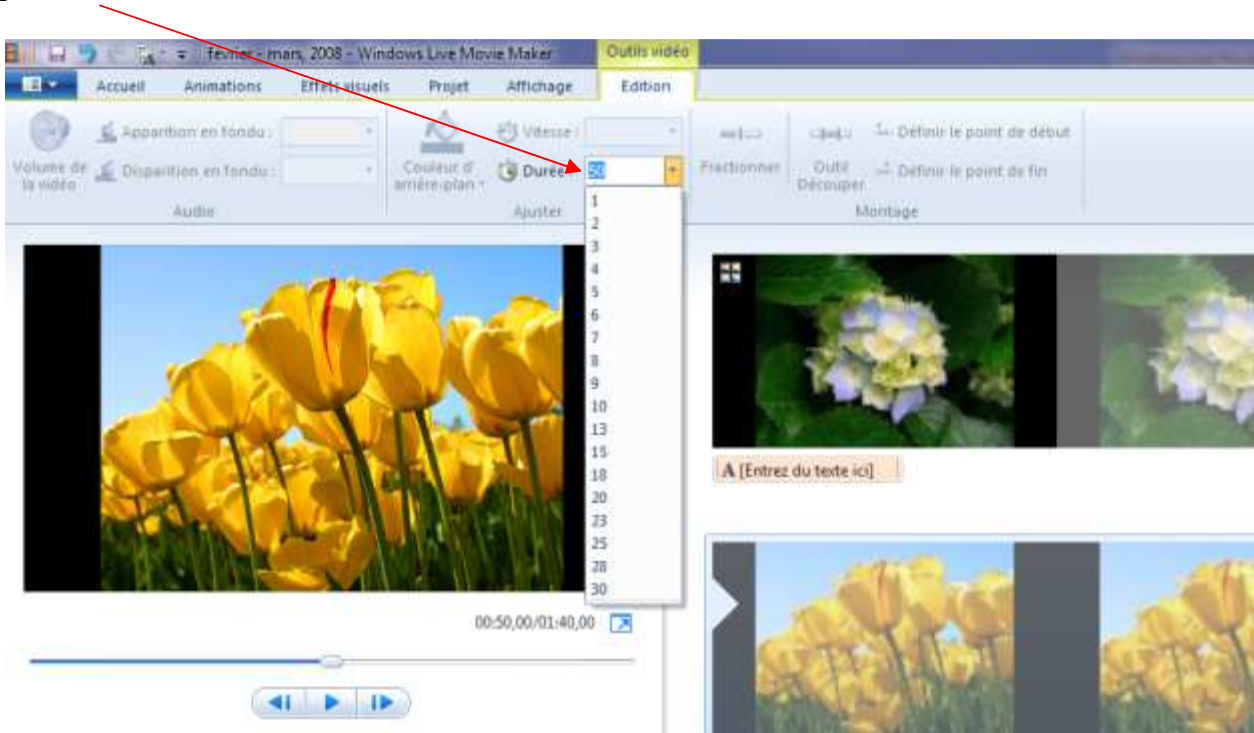 février - mars, 2008 - Windows Live Movie Maker
Outils vidéo
Accueil Animations Effets visuels Projet Affichage Edition
Volume de la vidéo
Apparition en fondu :
Disparition en fondu :
Audio
Couleur d'
arrière-plan
Vitesse :
Durée 50
Ajuster
Fractionner
Outil
Découper
Définir le point de début
Définir le point de fin
Montage
1
2
3
4
5
6
7
8
9
10
13
15
18
20
23
25
28
30
A [Entrez du texte ici]
00:50,00/01:40,00